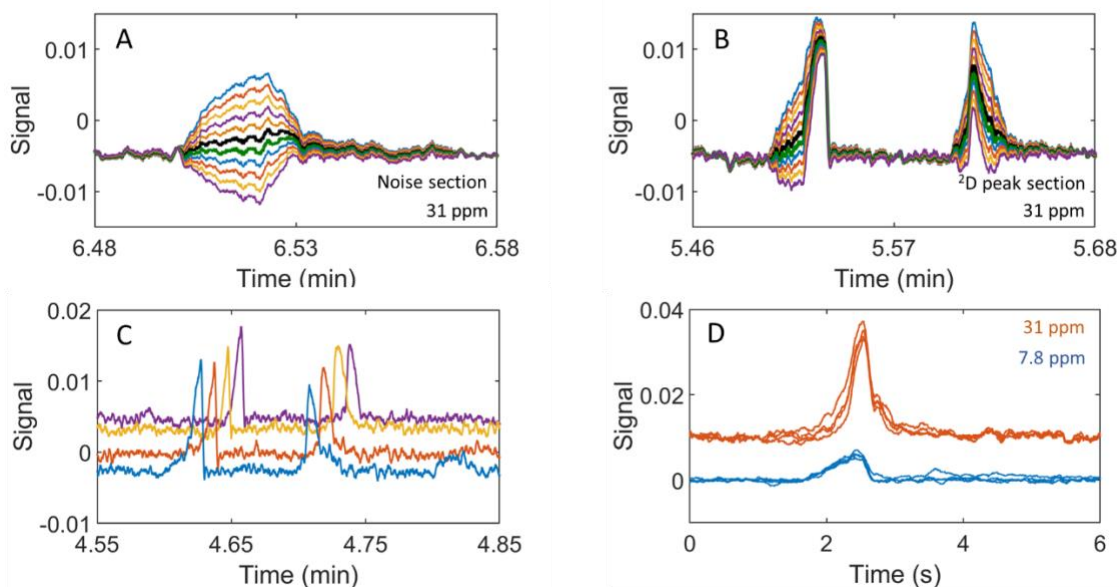 A
0.01
0
-0.01
Signal
Noise section
31 ppm
6.48
6.53
6.58
Time (min)
B
0.01
0
-0.01
Signal
²D peak section
31 ppm
5.46
5.57
5.68
Time (min)
C
0.02
0.01
0
-0.01
Signal
4.55
4.65
4.75
4.85
Time (min)
D
0.04
0.02
0
Signal
31 ppm
7.8 ppm
0
2
4
6
Time (s)